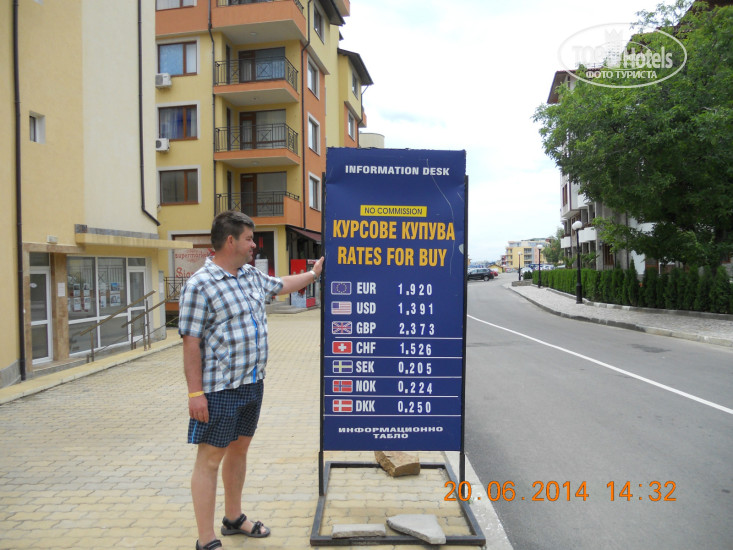 TOPHotels
ФОТО ТУРИСТА
INFORMATION DESK
NO COMMISSION
КУРСОВЕ КУПУВА
RATES FOR BUY
EUR 1,920
USD 1,391
GBP 2,373
CHF 1,526
SEK 0,205
NOK 0,224
DKK 0,250
ИНФОРМАЦИОННО
ТАБЛО
20.06.2014 14:32